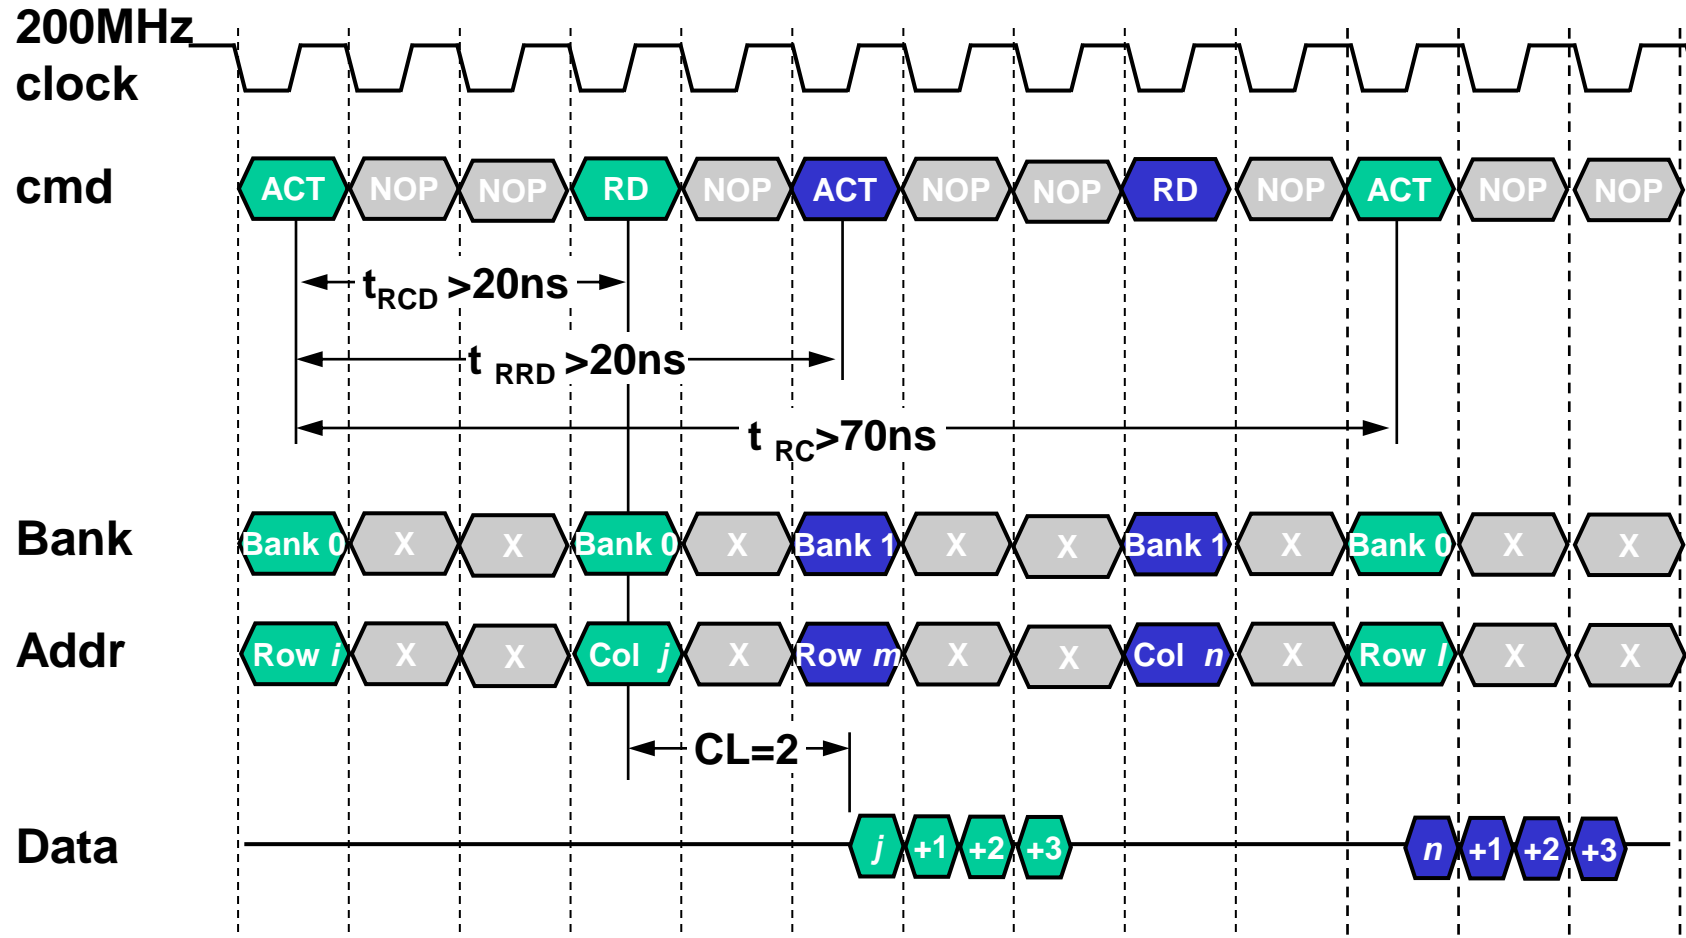 200MHz
clock
cmd ACT NOP NOP RD NOP ACT NOP NOP RD NOP ACT NOP NOP
tRCD >20ns
t RRD >20ns
t RC>70ns
Bank Bank 0 X X Bank 0 X Bank 1 X X Bank 1 X Bank 0 X X
Addr Row i X X Col j X Row m X X Col n X Row l X X
CL=2
Data j +1 +2 +3 n +1 +2 +3